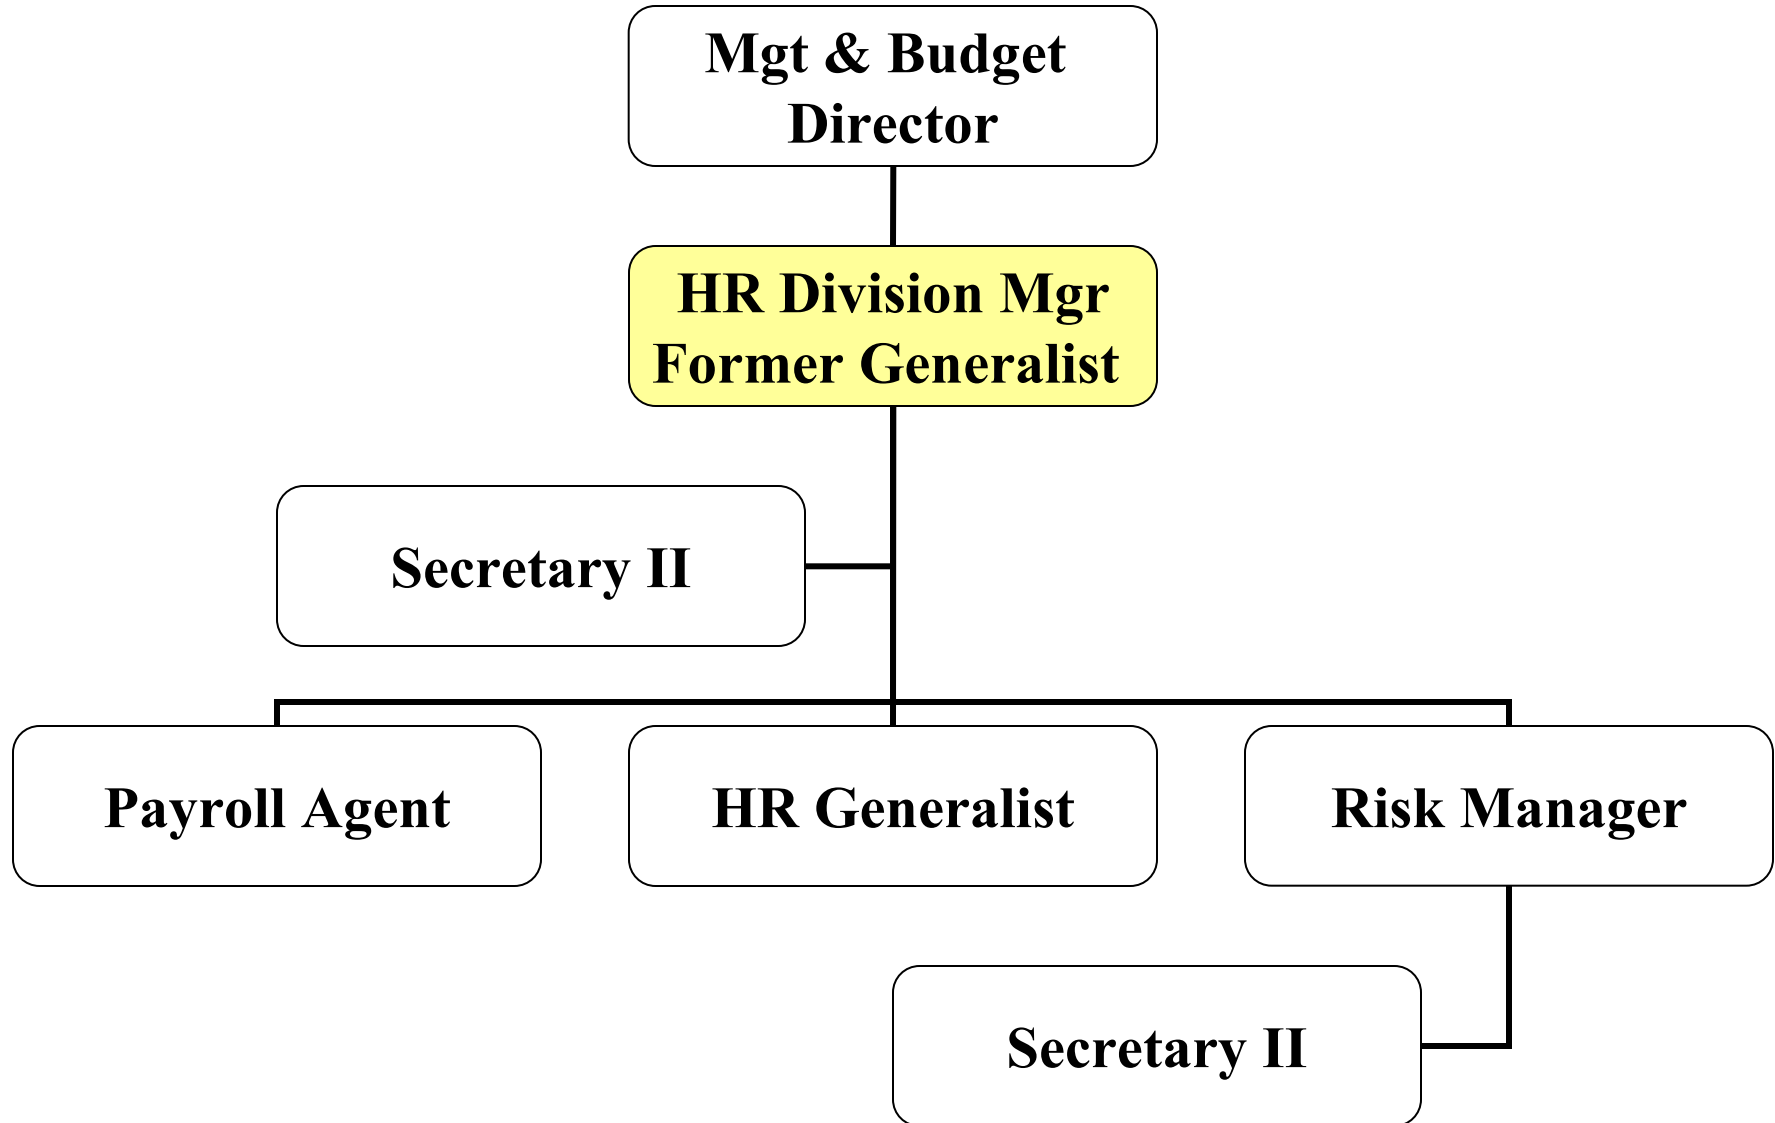 Mgt & Budget
Director
HR Division Mgr
Former Generalist
Secretary II
Payroll Agent
HR Generalist
Risk Manager
Secretary II